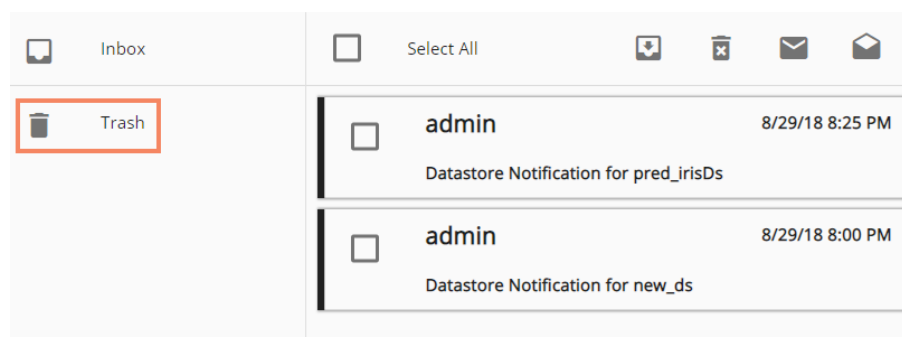 Inbox
Select All
Trash
admin
8/29/18 8:25 PM
Datastore Notification for pred_irisDs
admin
8/29/18 8:00 PM
Datastore Notification for new_ds